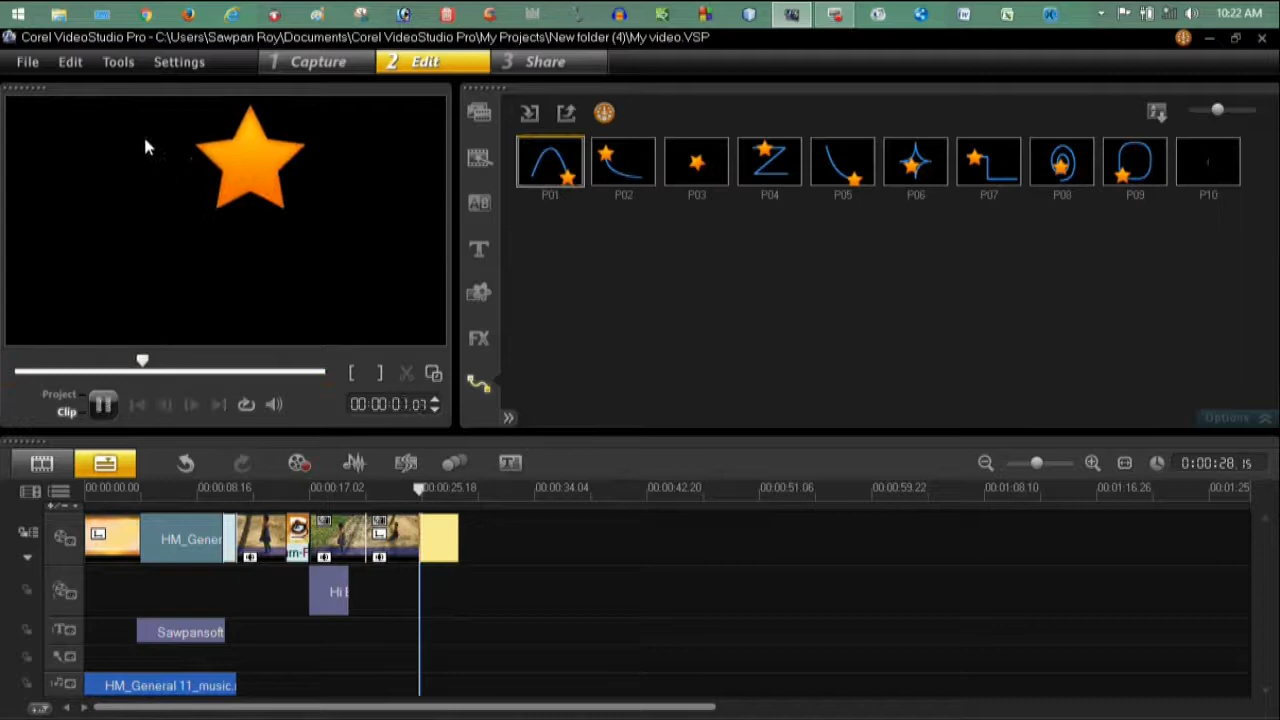 10:22 AM
Corel VideoStudio Pro - C:\Users\Sawpan Roy\Documents\Corel VideoStudio Pro\My Projects\New folder (4)\My video.VSP
File Edit Tools Settings 1 Capture 2 Edit 3 Share
P01 P02 P03 P04 P05 P06 P07 P08 P09 P10
AB
T
FX
Project
Clip
[ ] 00:00:01.07
Options
0:00:28.15
00:00:00.00 00:00:08.16 00:00:17.02 00:00:25.18 00:00:34.04 00:00:42.20 00:00:51.06 00:00:59.22 00:01:08.10 00:01:16.26 00:01:25
HM_Gener
Sawpansoft
HM_General 11_music.